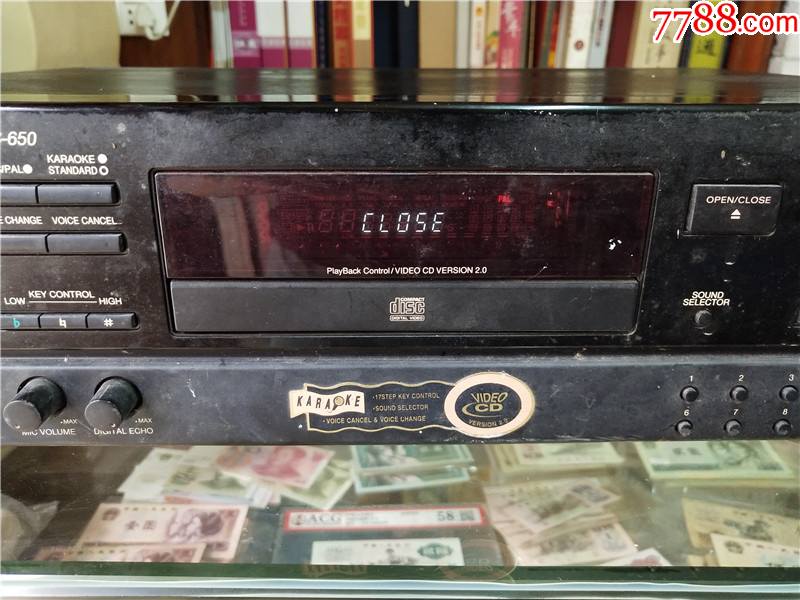 7788.com
-650
KARAOKE
/PAL STANDARD
E CHANGE VOICE CANCEL
KEY CONTROL
LOW HIGH
b ♮ #
PAL
CLOSE
PlayBack Control/VIDEO CD VERSION 2.0
COMPACT
disc
DIGITAL VIDEO
OPEN/CLOSE
SOUND
SELECTOR
MAX MAX
MIC VOLUME DIGITAL ECHO
KARAOKE
•17STEP KEY CONTROL
•SOUND SELECTOR
•VOICE CANCEL & VOICE CHANGE
VIDEO
CD
VERSION 2.0
1 2 3
6 7 8
ACG 58
壹圆